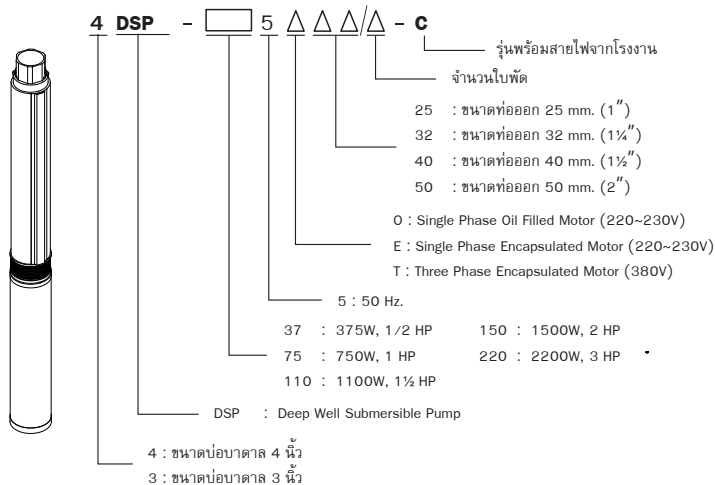 4 DSP - 5 / - C
รุ่นพร้อมสายไฟจากโรงงาน
จำนวนใบพัด
25 : ขนาดท่อออก 25 mm. (1")
32 : ขนาดท่อออก 32 mm. (1¼")
40 : ขนาดท่อออก 40 mm. (1½")
50 : ขนาดท่อออก 50 mm. (2")
O : Single Phase Oil Filled Motor (220~230V)
E : Single Phase Encapsulated Motor (220~230V)
T : Three Phase Encapsulated Motor (380V)
5 : 50 Hz.
37 : 375W, 1/2 HP 150 : 1500W, 2 HP
75 : 750W, 1 HP 220 : 2200W, 3 HP
110 : 1100W, 1½ HP
DSP : Deep Well Submersible Pump
4 : ขนาดบ่อบาดาล 4 นิ้ว
3 : ขนาดบ่อบาดาล 3 นิ้ว